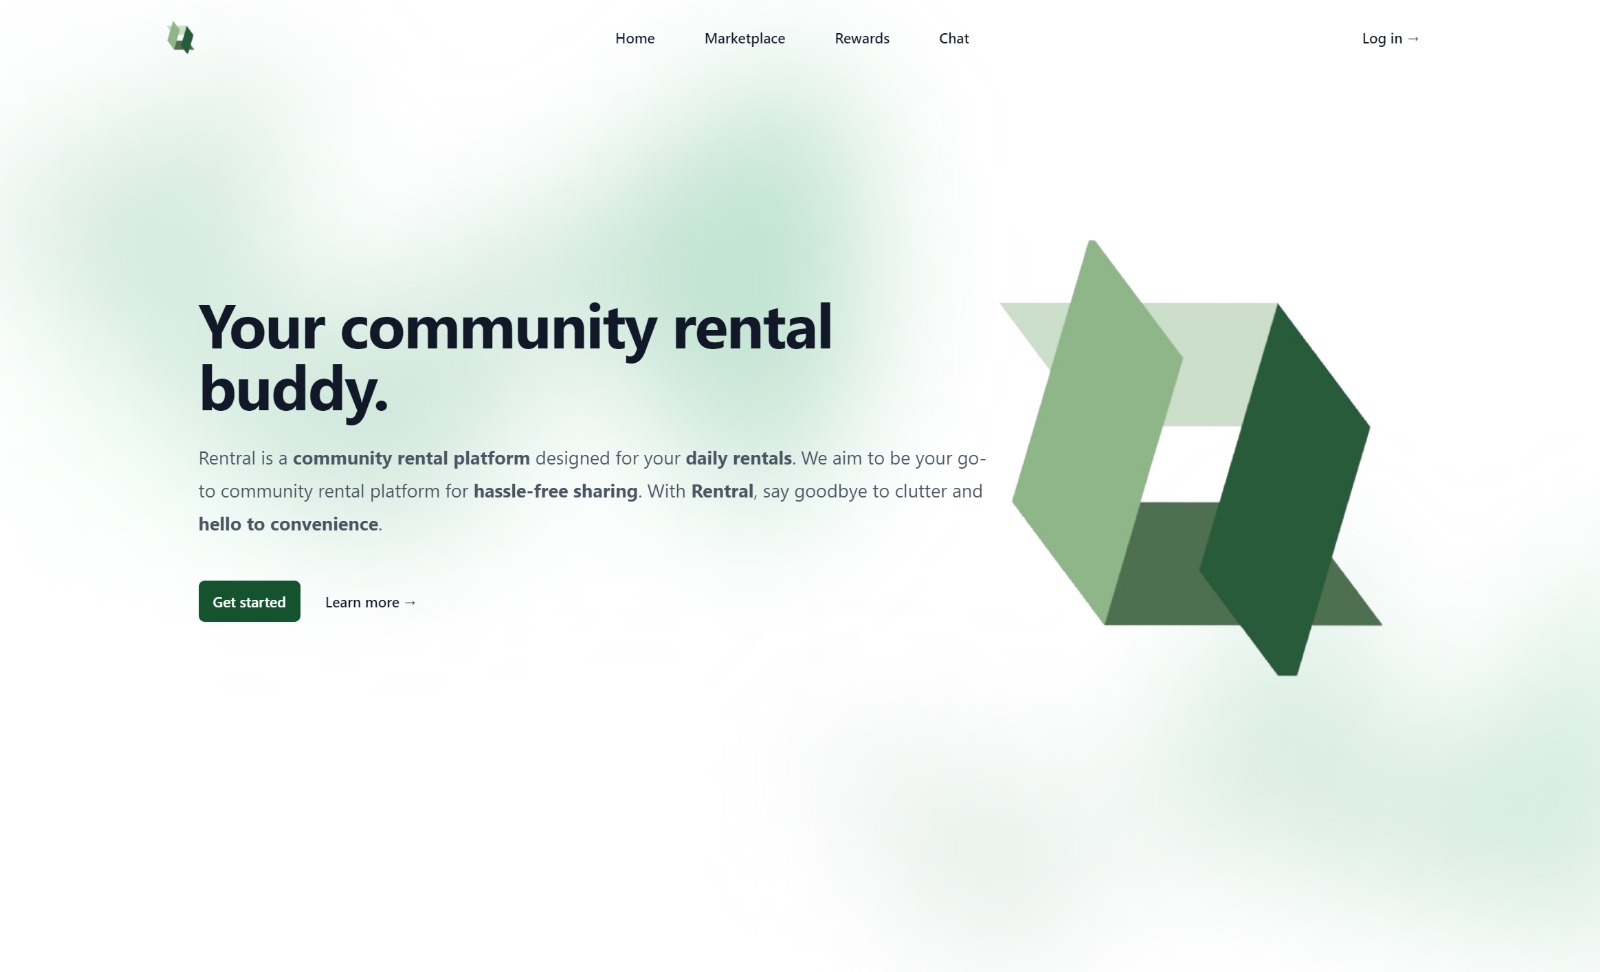 Home
Marketplace
Rewards
Chat
Log in →
Your community rental
buddy.
Rentral is a community rental platform designed for your daily rentals. We aim to be your go-
to community rental platform for hassle-free sharing. With Rentral, say goodbye to clutter and
hello to convenience.
Get started
Learn more →